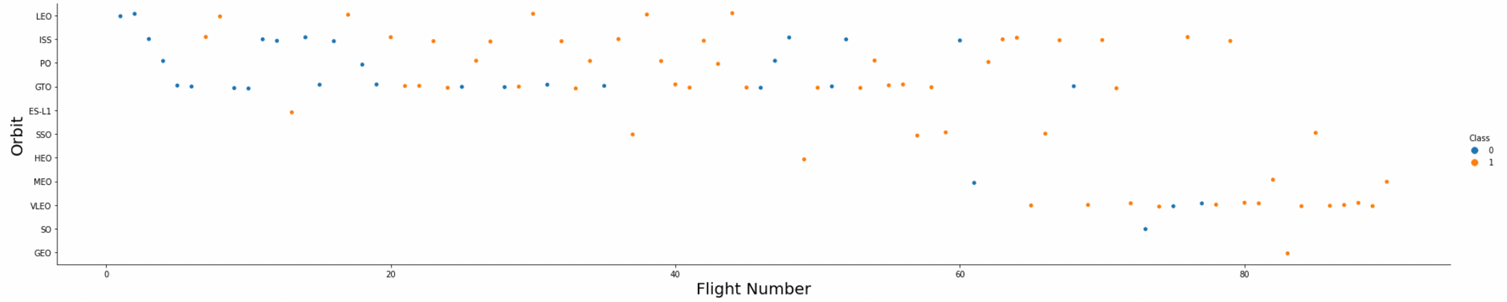 LEO
ISS
PO
GTO
ES-L1
SSO
HEO
MEO
VLEO
SO
GEO
Orbit
0 20 40 60 80
Flight Number
Class
0
1